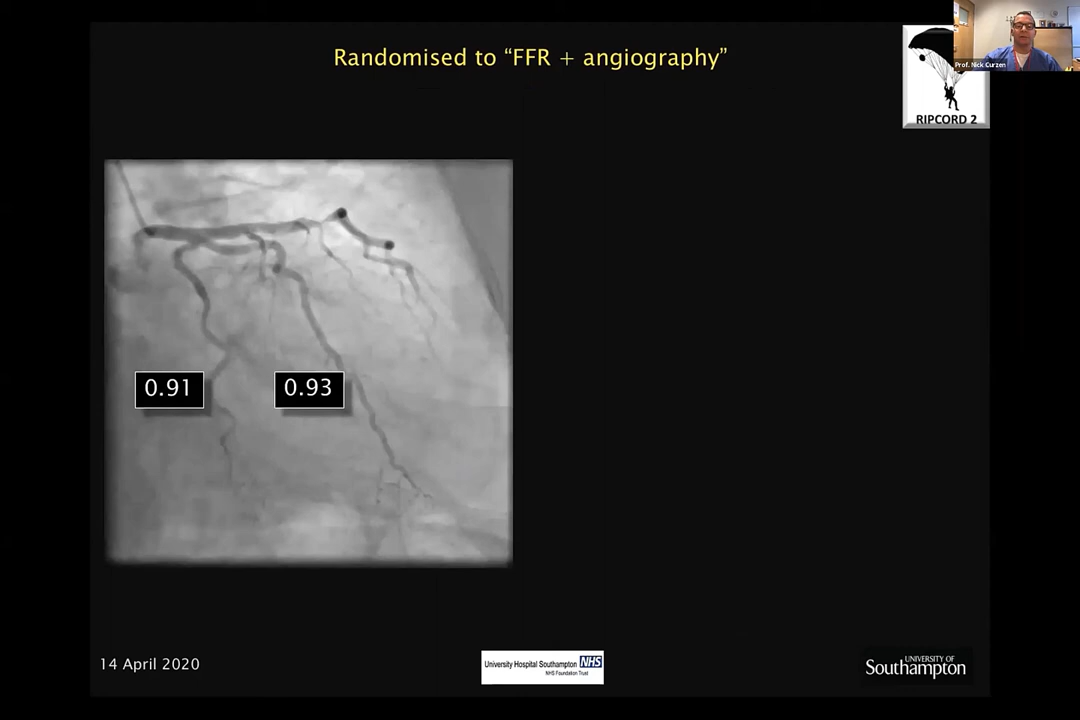 Randomised to “FFR + angiography”
Prof. Nick Curzen
RIPCORD 2
0.91
0.93
14 April 2020
University Hospital Southampton NHS
NHS Foundation Trust
UNIVERSITY OF
Southampton